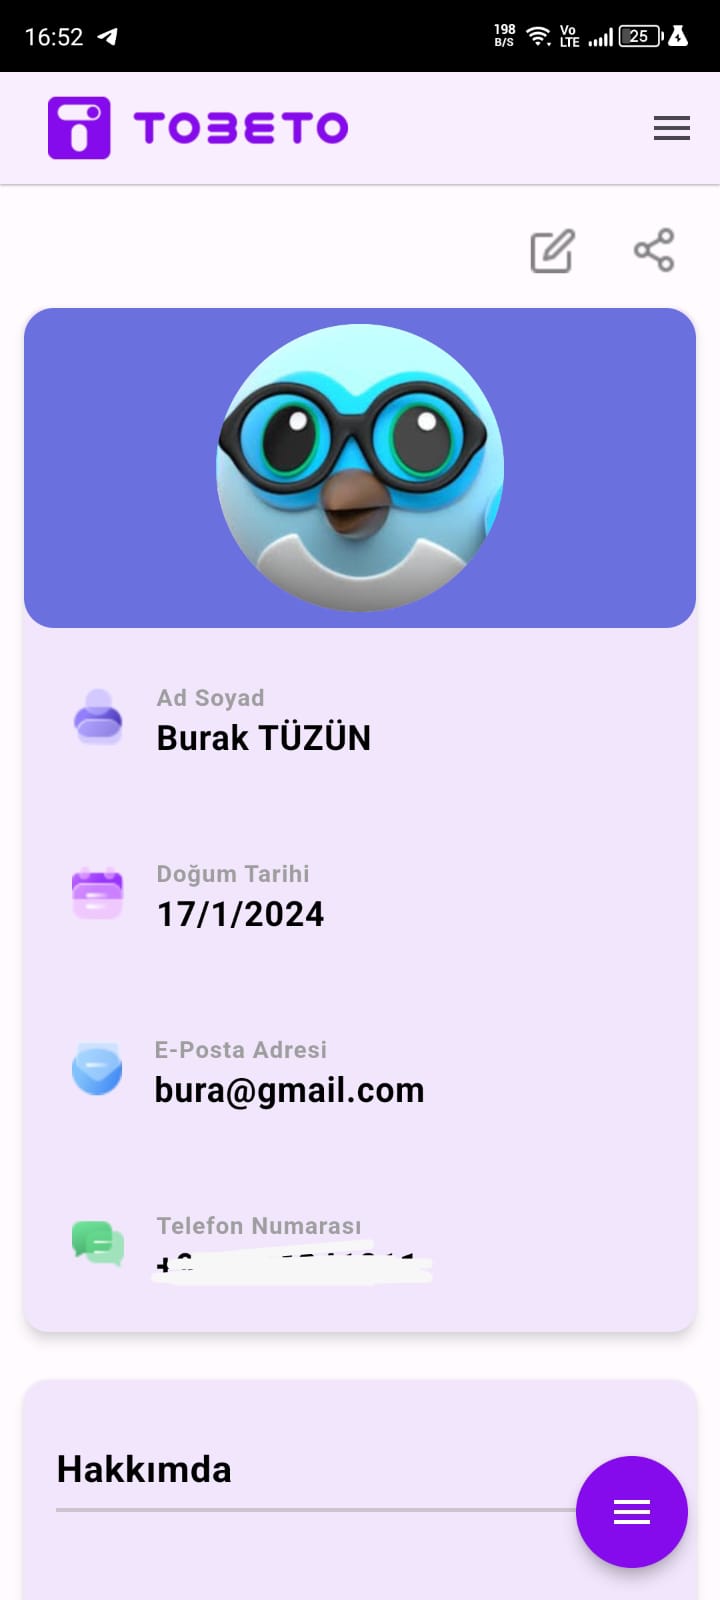 16:52
198
B/S
Vo
LTE
25
TOBETO
Ad Soyad
Burak TÜZÜN
Doğum Tarihi
17/1/2024
E-Posta Adresi
bura@gmail.com
Telefon Numarası
Hakkımda